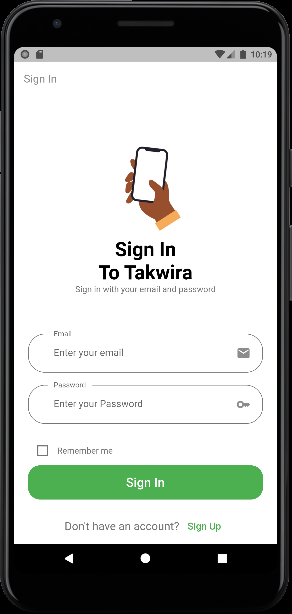 10:19
Sign In
Sign In
To Takwira
Sign in with your email and password
Email
Enter your email
Password
Enter your Password
Remember me
Sign In
Don't have an account? Sign Up